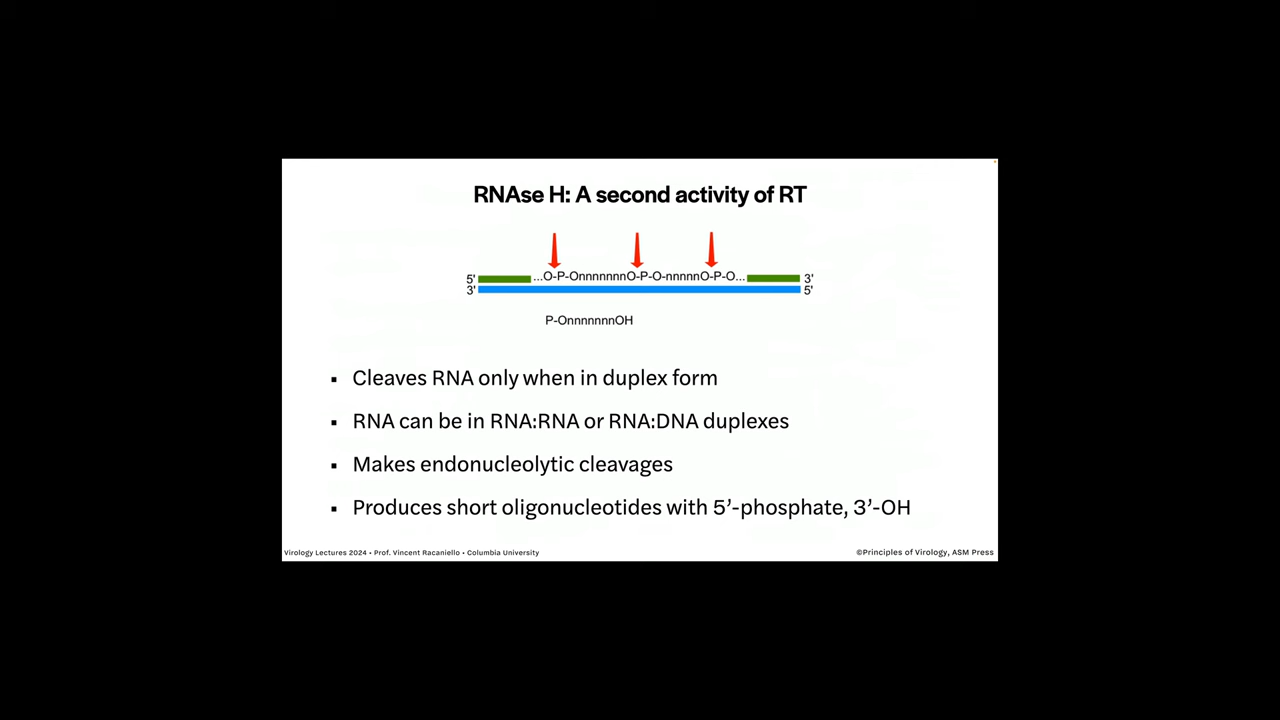 RNAse H: A second activity of RT
5' ...O-P-OnnnnnnnO-P-O-nnnnnO-P-O... 3'
3' 5'
P-OnnnnnnnOH
▪ Cleaves RNA only when in duplex form
▪ RNA can be in RNA:RNA or RNA:DNA duplexes
▪ Makes endonucleolytic cleavages
▪ Produces short oligonucleotides with 5’-phosphate, 3’-OH
Virology Lectures 2024 • Prof. Vincent Racaniello • Columbia University
©Principles of Virology, ASM Press